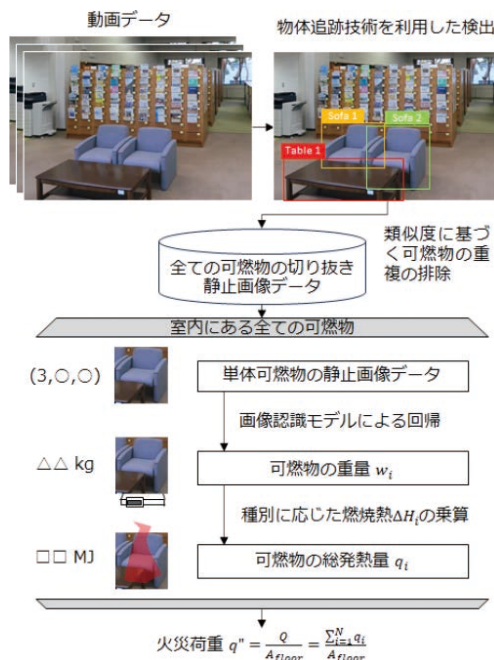 動画データ
物体追跡技術を利用した検出
Sofa 1
Sofa 2
Table 1
全ての可燃物の切り抜き
静止画像データ
類似度に基づ
く可燃物の重
複の排除
室内にある全ての可燃物
(3,○,○)
単体可燃物の静止画像データ
画像認識モデルによる回帰
△△ kg
可燃物の重量 wᵢ
種別に応じた燃焼熱ΔHᵢの乗算
□□ MJ
可燃物の総発熱量 qᵢ
火災荷重 q" = Q / A_floor = ∑_{i=1}^{N} qᵢ / A_floor